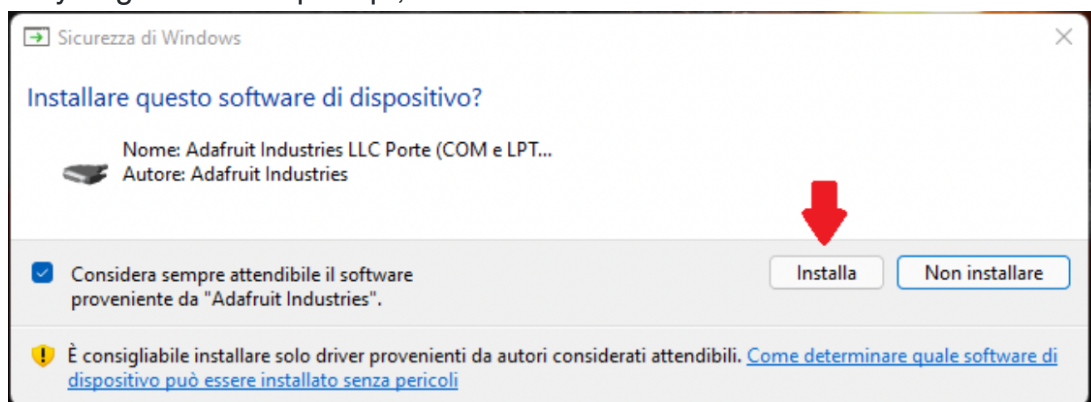 Sicurezza di Windows
Installare questo software di dispositivo?
Nome: Adafruit Industries LLC Porte (COM e LPT...
Autore: Adafruit Industries
Considera sempre attendibile il software
proveniente da "Adafruit Industries".
Installa
Non installare
È consigliabile installare solo driver provenienti da autori considerati attendibili. Come determinare quale software di
dispositivo può essere installato senza pericoli